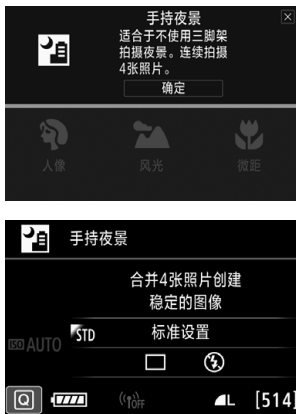 手持夜景
适合于不使用三脚架
拍摄夜景。连续拍摄
4张照片。
确定
人像 风光 微距
手持夜景
合并4张照片创建
稳定的图像
ISO AUTO
STD 标准设置
Q OFF L [514]